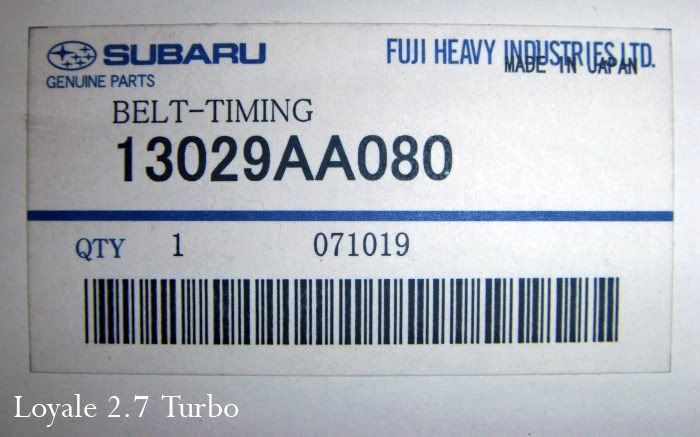 SUBARU FUJI HEAVY INDUSTRIES LTD.
MADE IN JAPAN
GENUINE PARTS
BELT-TIMING
13029AA080
QTY 1 071019
Loyale 2.7 Turbo